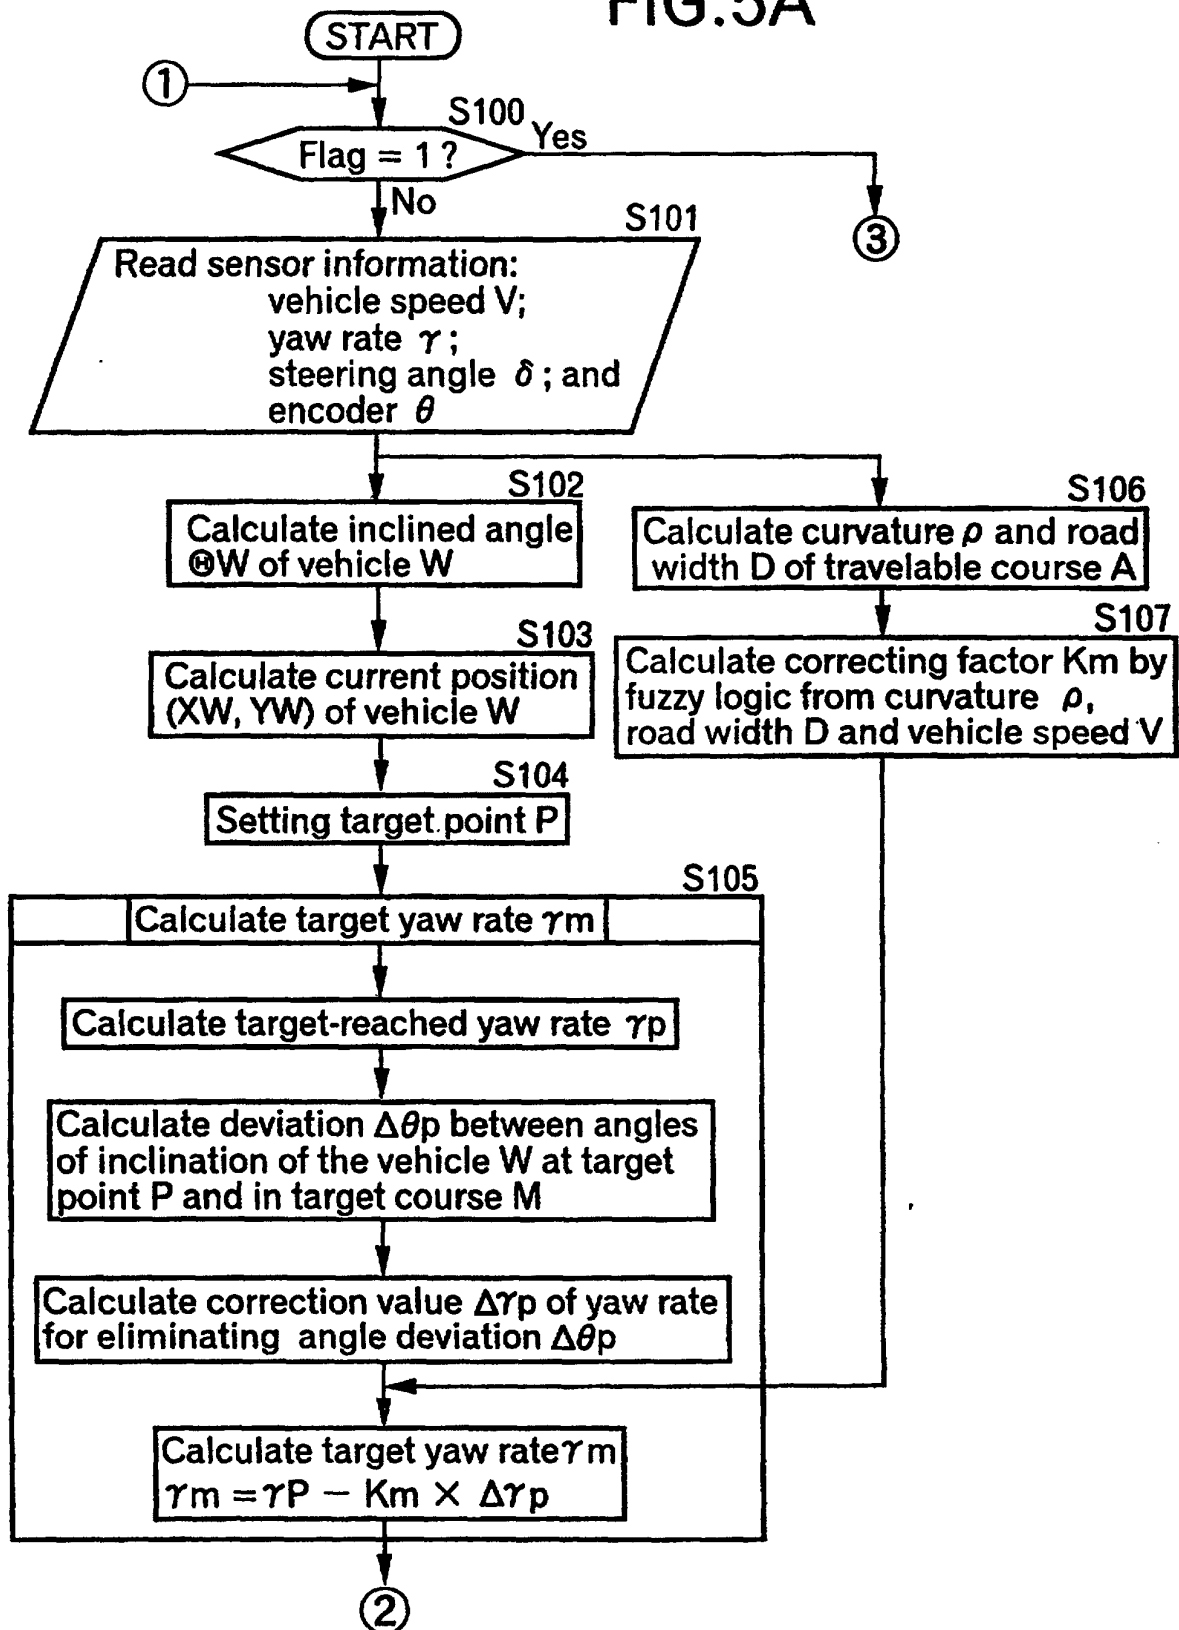 FIG.5A
START
①
S100
Flag = 1?
Yes
No
③
S101
Read sensor information:
vehicle speed V;
yaw rate γ;
steering angle δ; and
encoder θ
S102
Calculate inclined angle
ΘW of vehicle W
S106
Calculate curvature ρ and road
width D of travelable course A
S103
Calculate current position
(XW, YW) of vehicle W
S107
Calculate correcting factor Km by
fuzzy logic from curvature ρ,
road width D and vehicle speed V
S104
Setting target point P
S105
Calculate target yaw rate γm
Calculate target-reached yaw rate γp
Calculate deviation Δθp between angles
of inclination of the vehicle W at target
point P and in target course M
Calculate correction value Δγp of yaw rate
for eliminating angle deviation Δθp
Calculate target yaw rate γm
γm = γP − Km × Δγp
②